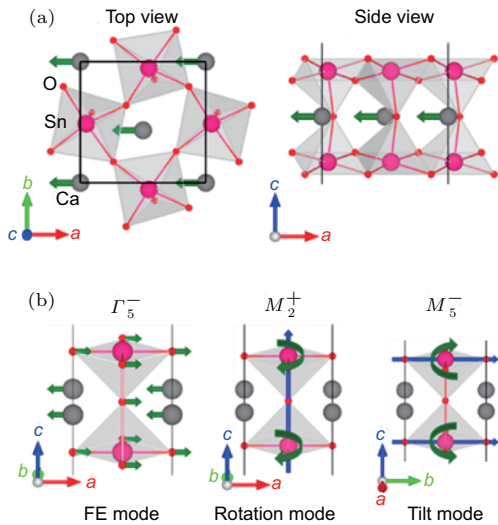 (a) Top view Side view
O
Sn
Ca
b
c a
c
a
(b) Γ₅⁻ M₂⁺ M₅⁻
c c c
b a b a a b
FE mode Rotation mode Tilt mode